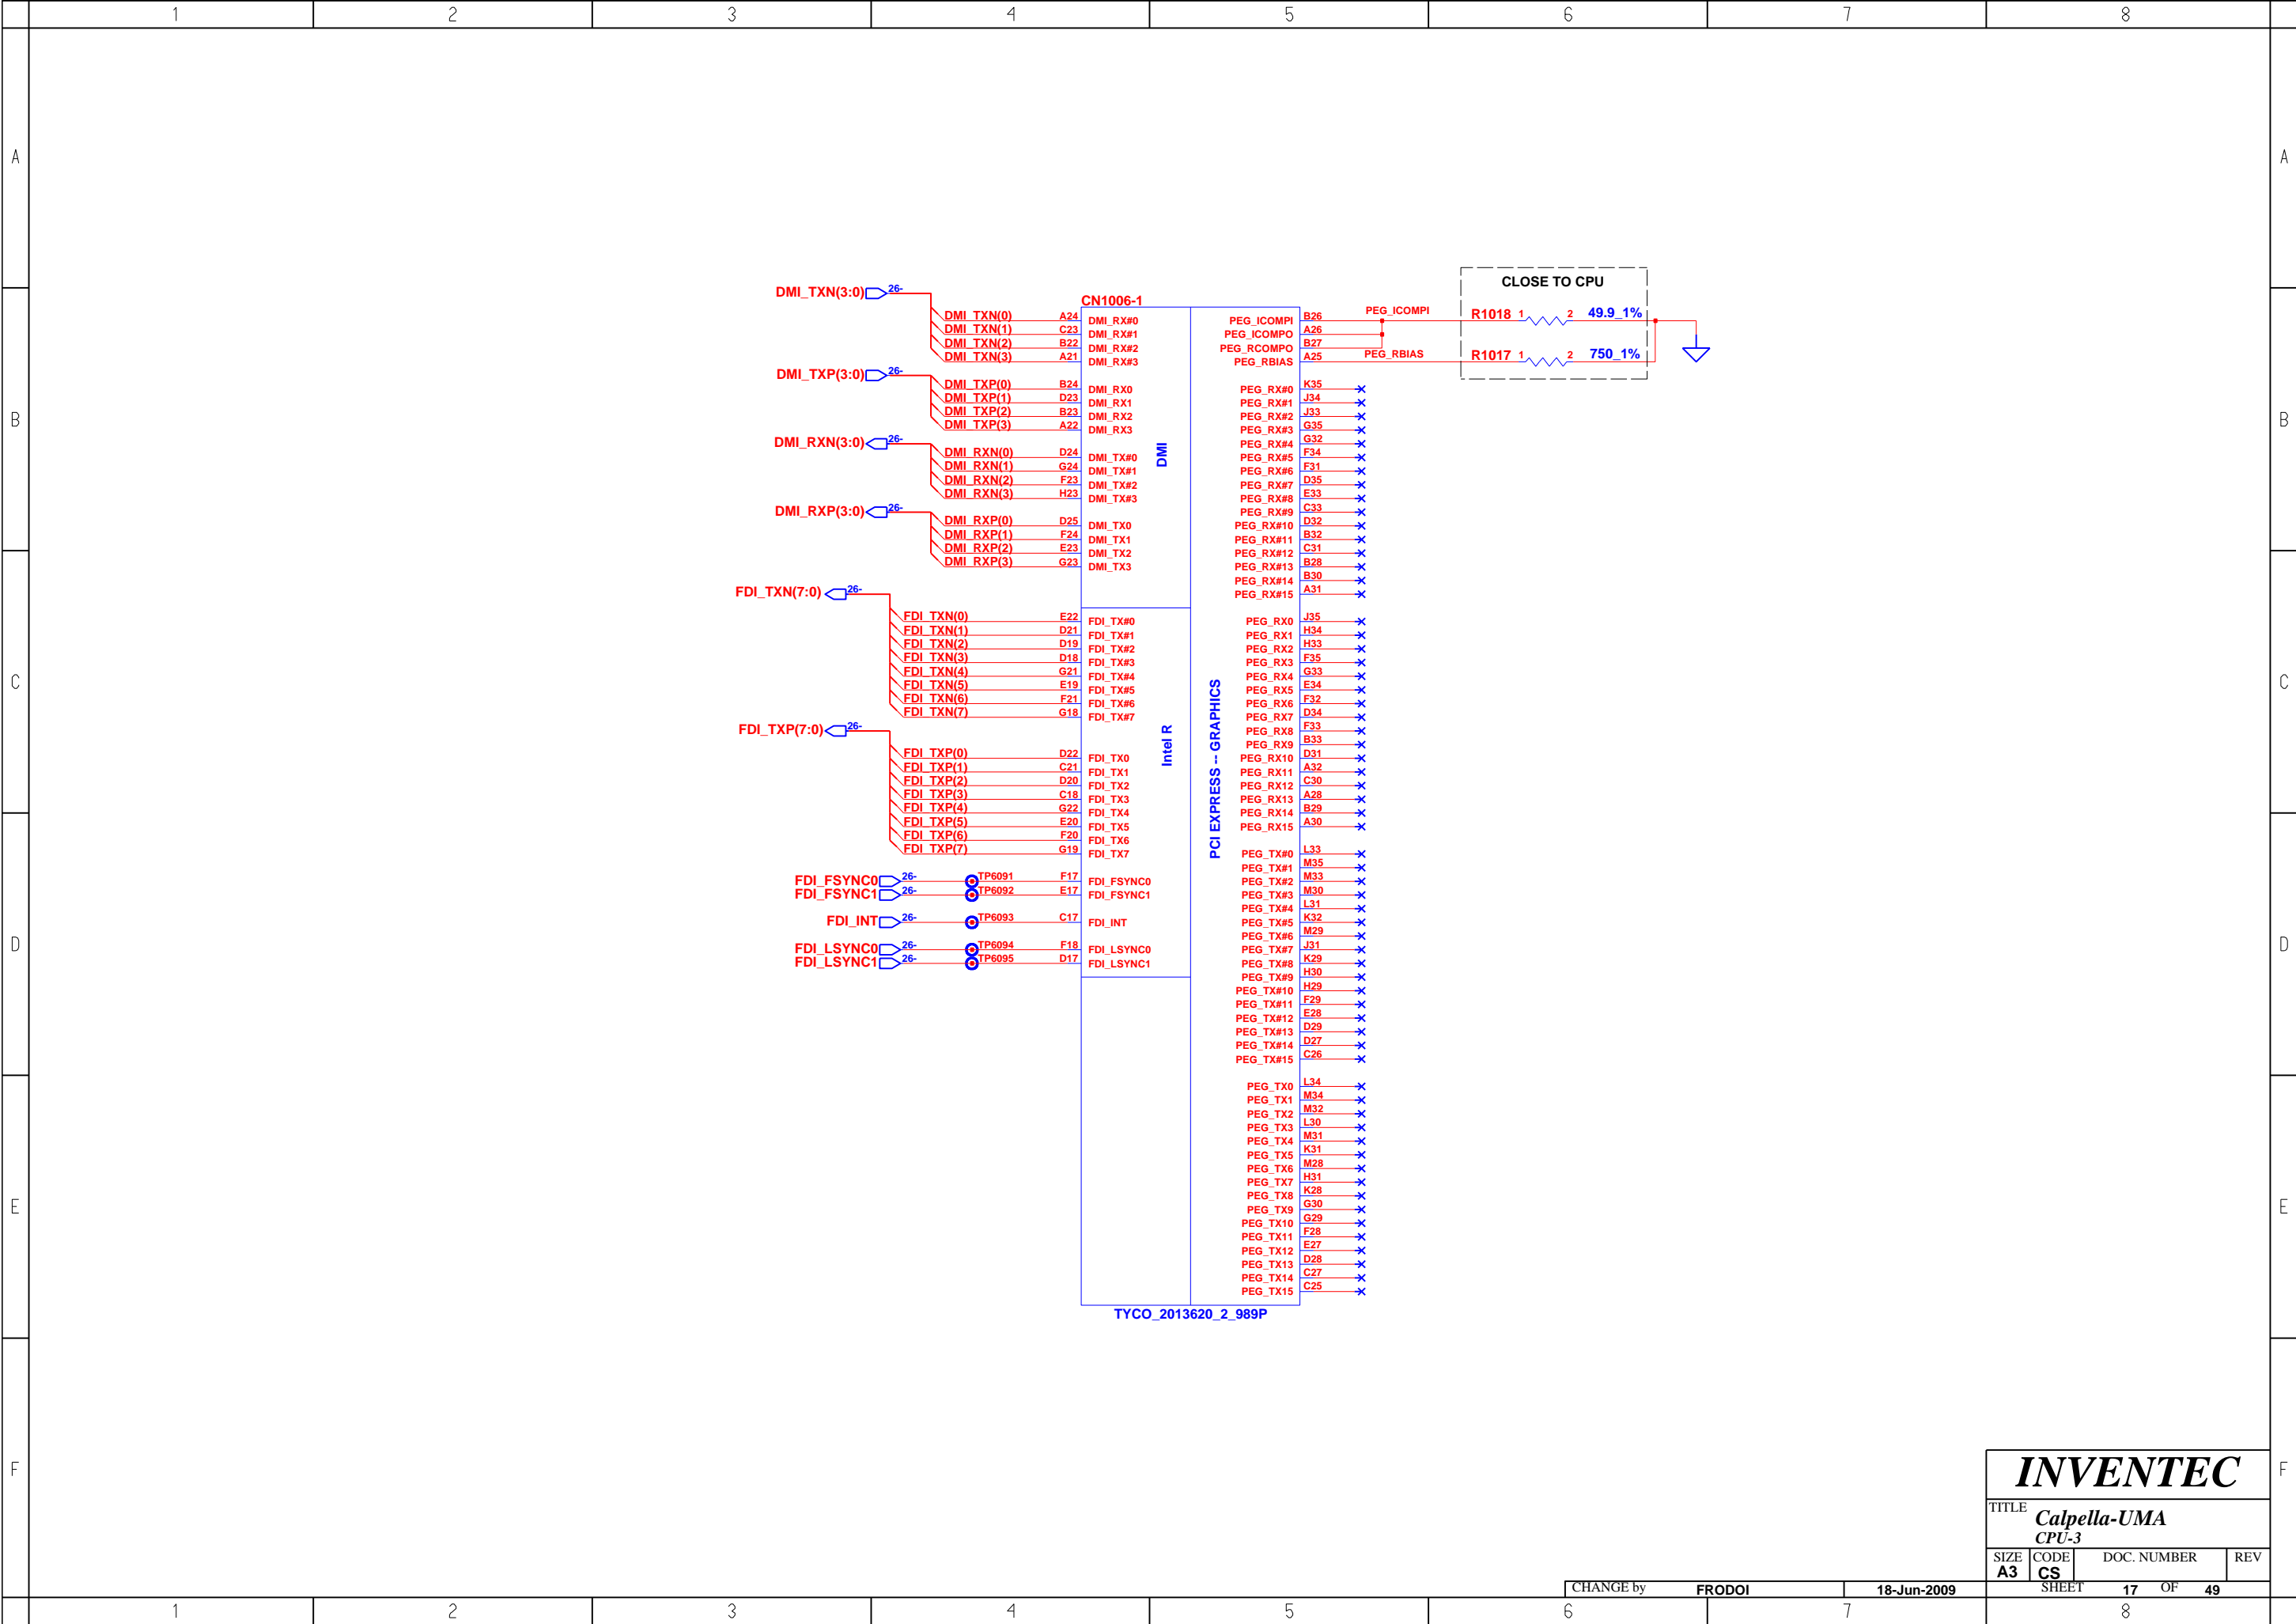 1 2 3 4 5 6 7 8
A A
CLOSE TO CPU
DMI_TXN(3:0) 26-
CN1006-1
DMI_TXN(0) A24 DMI_RX#0 PEG_ICOMPI B26 PEG_ICOMPI R1018 1 2 49.9_1%
DMI_TXN(1) C23 DMI_RX#1 PEG_ICOMPO A26
DMI_TXN(2) B22 DMI_RX#2 PEG_RCOMPO B27
DMI_TXN(3) A21 DMI_RX#3 PEG_RBIAS A25 PEG_RBIAS R1017 1 2 750_1%
DMI_TXP(3:0) 26-
DMI_TXP(0) B24 DMI_RX0 PEG_RX#0 K35
DMI_TXP(1) D23 DMI_RX1 PEG_RX#1 J34
DMI_TXP(2) B23 DMI_RX2 PEG_RX#2 J33
B B
DMI_TXP(3) A22 DMI_RX3 PEG_RX#3 G35
DMI_RXN(3:0) 26- PEG_RX#4 G32
DMI_RXN(0) D24 DMI_TX#0 DMI PEG_RX#5 F34
DMI_RXN(1) G24 DMI_TX#1 PEG_RX#6 F31
DMI_RXN(2) F23 DMI_TX#2 PEG_RX#7 D35
DMI_RXN(3) H23 DMI_TX#3 PEG_RX#8 E33
DMI_RXP(3:0) 26- PEG_RX#9 C33
DMI_RXP(0) D25 DMI_TX0 PEG_RX#10 D32
DMI_RXP(1) F24 DMI_TX1 PEG_RX#11 B32
DMI_RXP(2) E23 DMI_TX2 PEG_RX#12 C31
DMI_RXP(3) G23 DMI_TX3 PEG_RX#13 B28
PEG_RX#14 B30
FDI_TXN(7:0) 26- PEG_RX#15 A31
FDI_TXN(0) E22 FDI_TX#0 PEG_RX0 J35
FDI_TXN(1) D21 FDI_TX#1 PEG_RX1 H34
FDI_TXN(2) D19 FDI_TX#2 PEG_RX2 H33
FDI_TXN(3) D18 FDI_TX#3 PEG_RX3 F35
FDI_TXN(4) G21 FDI_TX#4 PEG_RX4 G33
C C
FDI_TXN(5) E19 FDI_TX#5 PEG_RX5 E34
FDI_TXN(6) F21 FDI_TX#6 PEG_RX6 F32
FDI_TXN(7) G18 FDI_TX#7 PEG_RX7 D34
FDI_TXP(7:0) 26- PEG_RX8 F33
Intel R PCI EXPRESS -- GRAPHICS PEG_RX9 B33
FDI_TXP(0) D22 FDI_TX0 PEG_RX10 D31
FDI_TXP(1) C21 FDI_TX1 PEG_RX11 A32
FDI_TXP(2) D20 FDI_TX2 PEG_RX12 C30
FDI_TXP(3) C18 FDI_TX3 PEG_RX13 A28
FDI_TXP(4) G22 FDI_TX4 PEG_RX14 B29
FDI_TXP(5) E20 FDI_TX5 PEG_RX15 A30
FDI_TXP(6) F20 FDI_TX6
FDI_TXP(7) G19 FDI_TX7 PEG_TX#0 L33
PEG_TX#1 M35
FDI_FSYNC0 26- TP6091 F17 FDI_FSYNC0 PEG_TX#2 M33
FDI_FSYNC1 26- TP6092 E17 FDI_FSYNC1 PEG_TX#3 M30
PEG_TX#4 L31
FDI_INT 26- TP6093 C17 FDI_INT PEG_TX#5 K32
PEG_TX#6 M29
D D
FDI_LSYNC0 26- TP6094 F18 FDI_LSYNC0 PEG_TX#7 J31
FDI_LSYNC1 26- TP6095 D17 FDI_LSYNC1 PEG_TX#8 K29
PEG_TX#9 H30
PEG_TX#10 H29
PEG_TX#11 F29
PEG_TX#12 E28
PEG_TX#13 D29
PEG_TX#14 D27
PEG_TX#15 C26
PEG_TX0 L34
PEG_TX1 M34
PEG_TX2 M32
PEG_TX3 L30
PEG_TX4 M31
PEG_TX5 K31
PEG_TX6 M28
PEG_TX7 H31
PEG_TX8 K28
E E
PEG_TX9 G30
PEG_TX10 G29
PEG_TX11 F28
PEG_TX12 E27
PEG_TX13 D28
PEG_TX14 C27
PEG_TX15 C25
TYCO_2013620_2_989P
F F
INVENTEC
TITLE Calpella-UMA
CPU-3
SIZE CODE DOC. NUMBER REV
A3 CS
CHANGE by FRODOI 18-Jun-2009 SHEET 17 OF 49
1 2 3 4 5 6 7 8